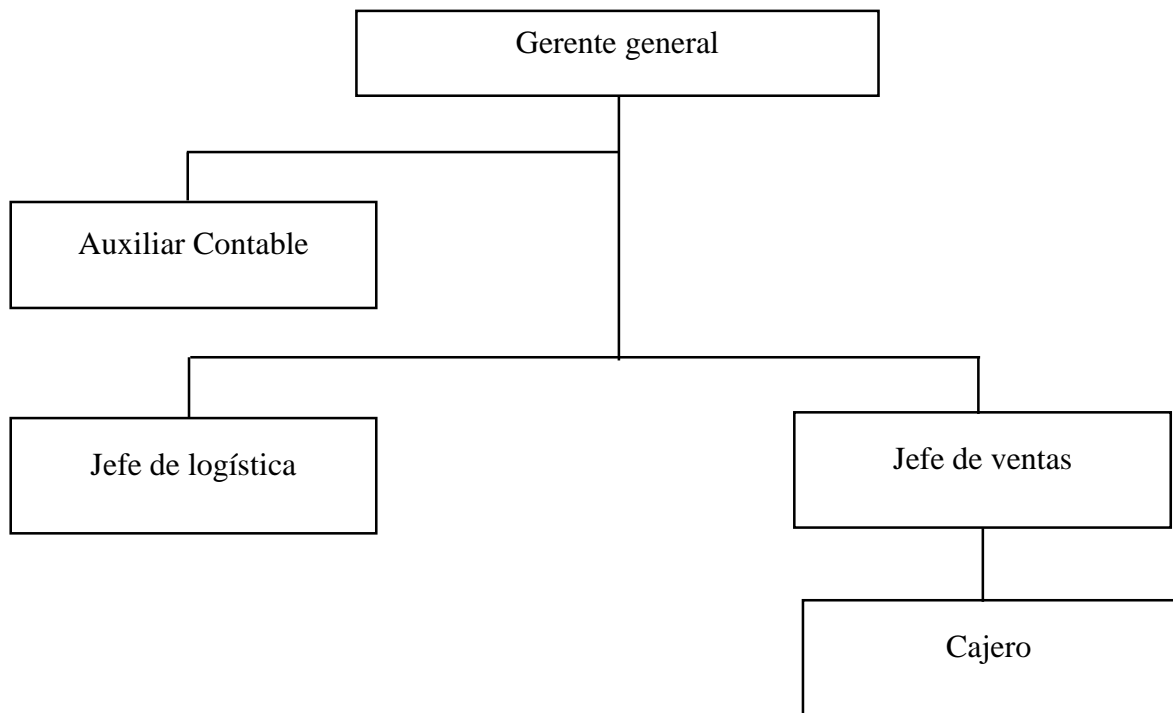 Gerente general
Auxiliar Contable
Jefe de logística
Jefe de ventas
Cajero